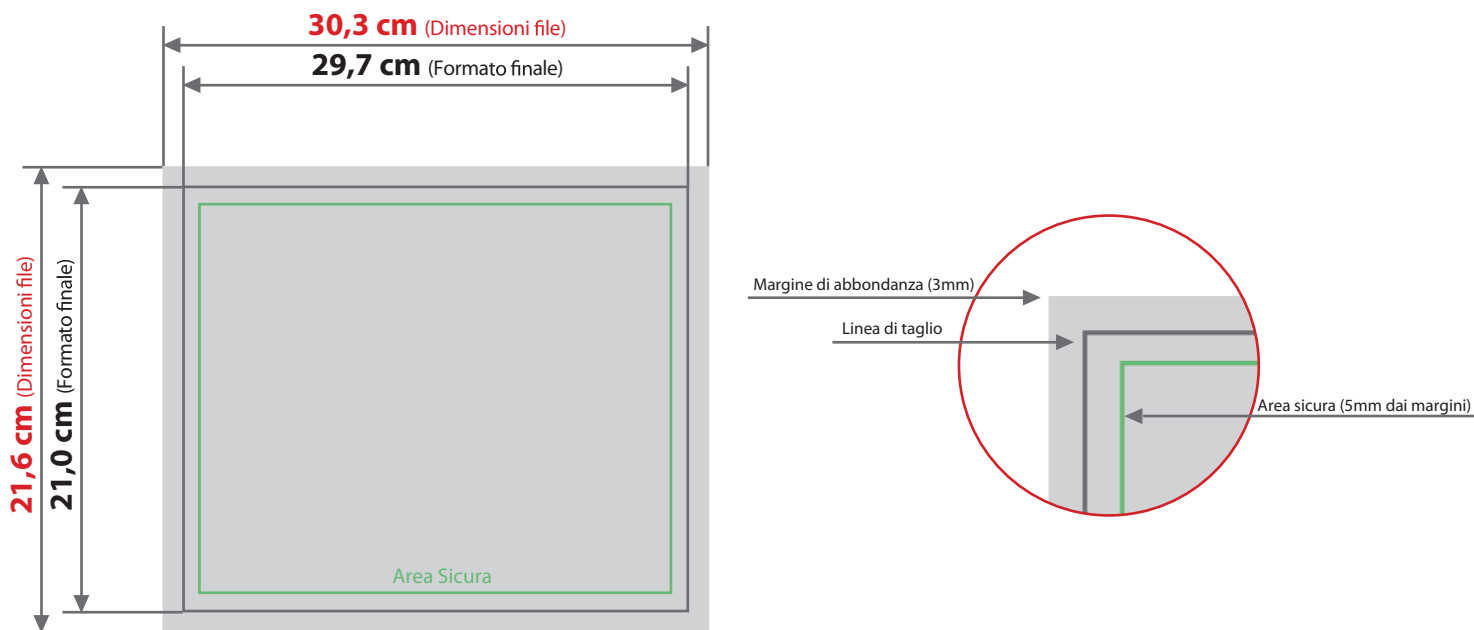 30,3 cm (Dimensioni file)
29,7 cm (Formato finale)
21,6 cm (Dimensioni file)
21,0 cm (Formato finale)
Area Sicura
Margine di abbondanza (3mm)
Linea di taglio
Area sicura (5mm dai margini)